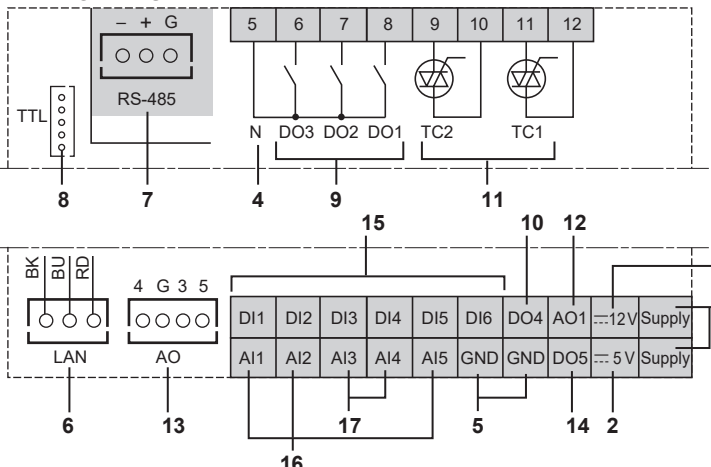 – + G
5 6 7 8 9 10 11 12
RS-485
TTL
N DO3 DO2 DO1 TC2 TC1
8 7 4 9 11
15 10 12
BK BU RD
4 G 3 5
DI1 DI2 DI3 DI4 DI5 DI6 DO4 AO1 12V Supply
LAN AO
AI1 AI2 AI3 AI4 AI5 GND GND DO5 5 V Supply
6 13 17 5 14 2
16